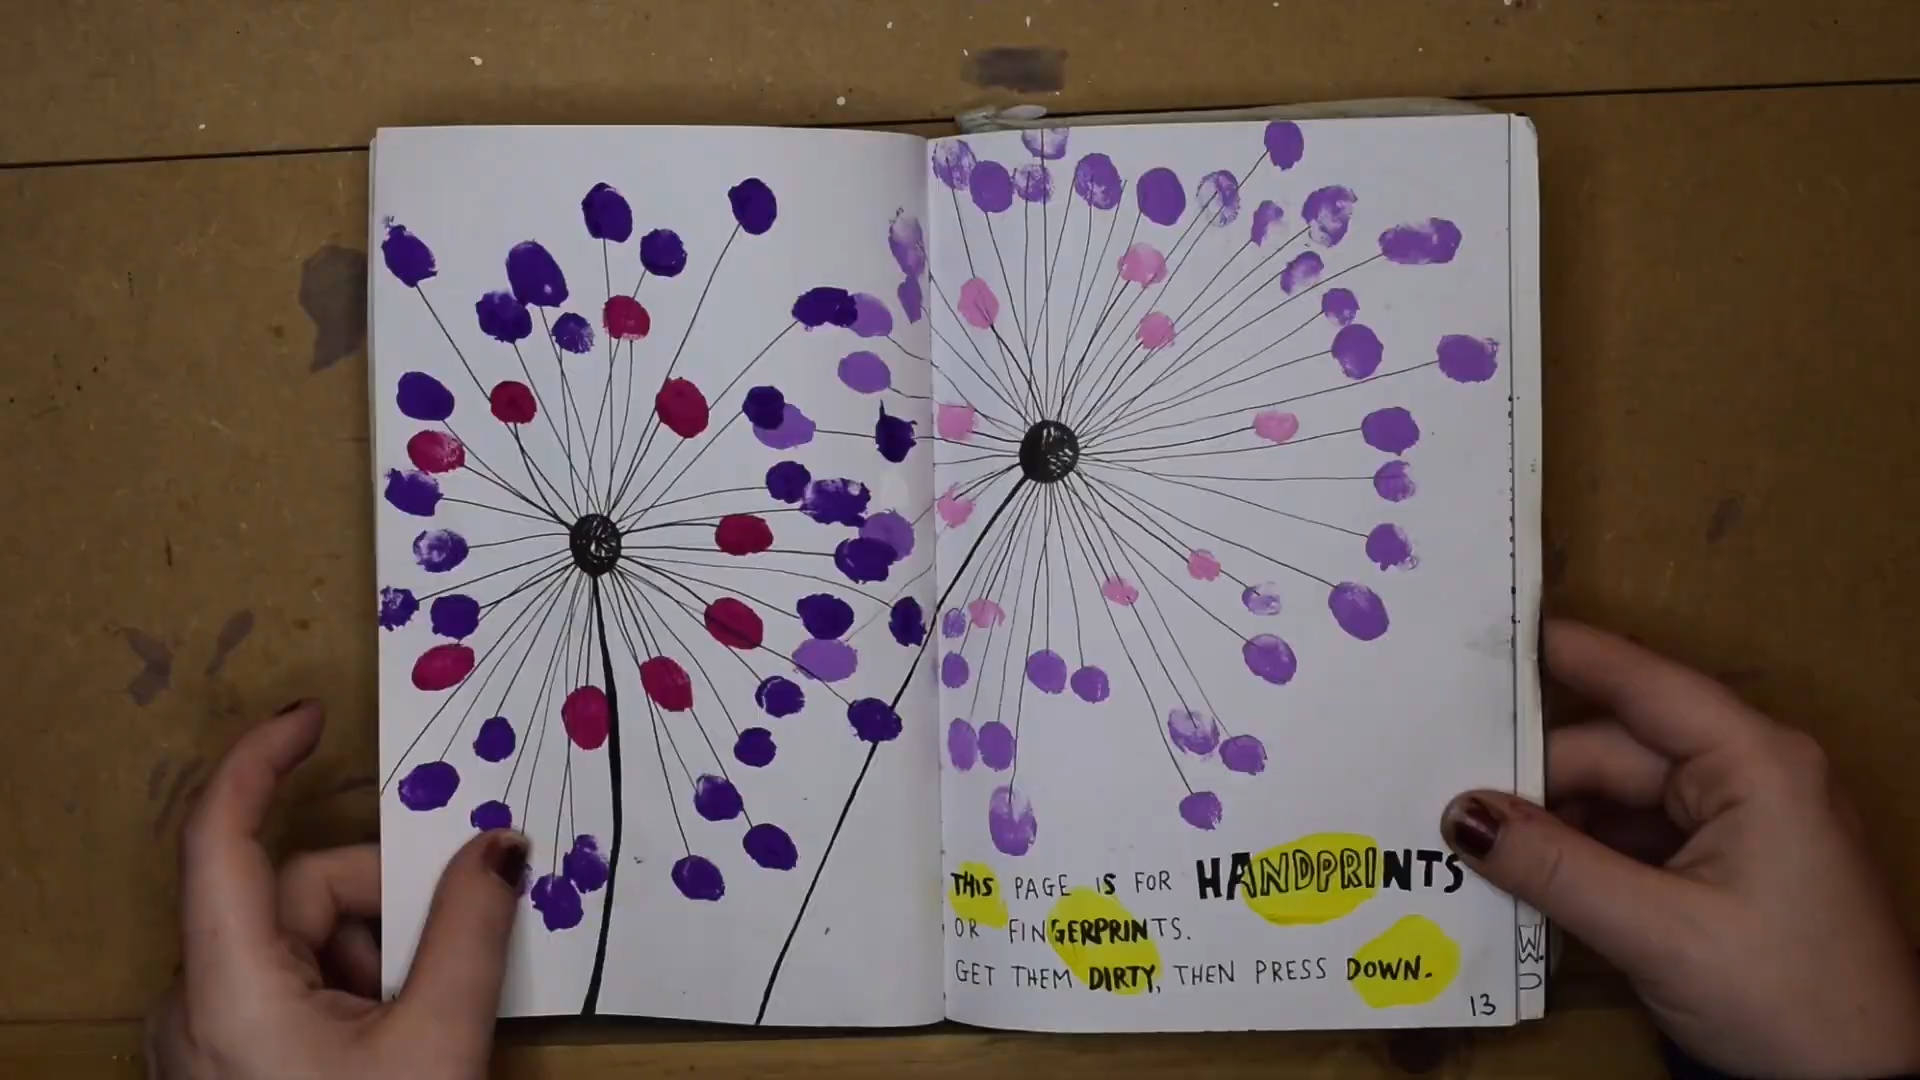 THIS PAGE IS FOR HANDPRINTS
OR FINGERPRINTS.
GET THEM DIRTY, THEN PRESS DOWN.
13
W.